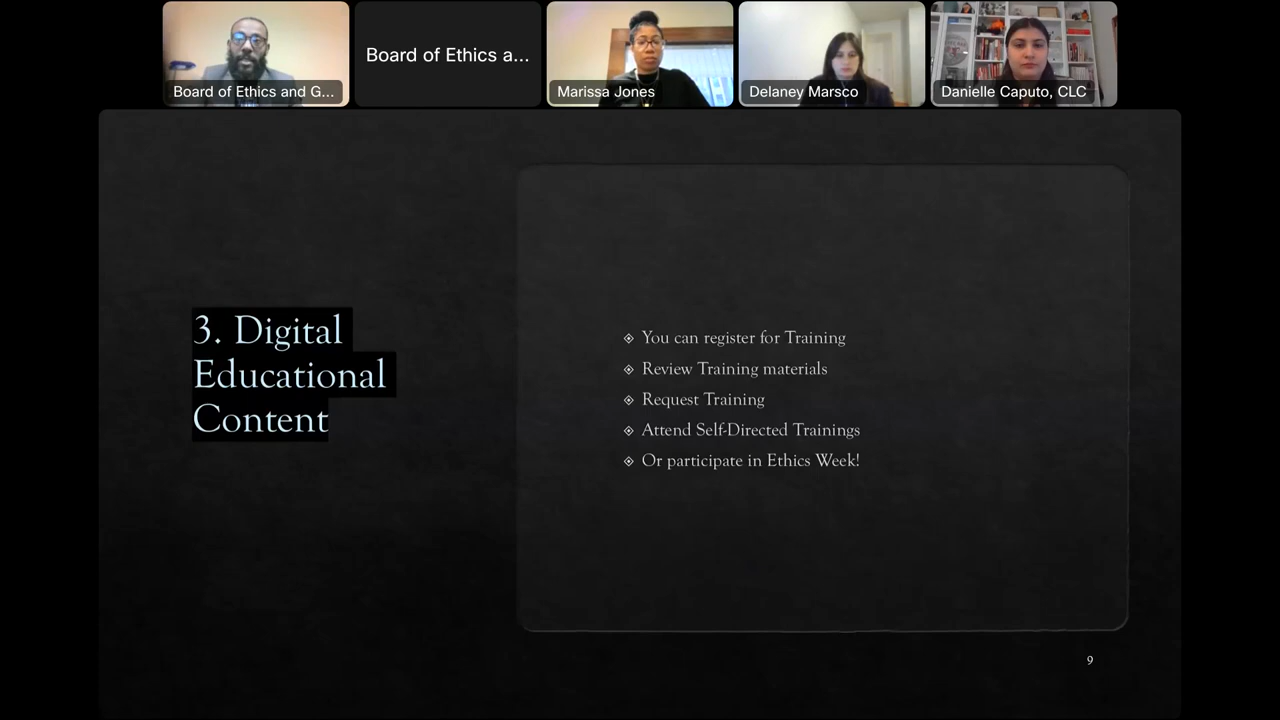 Board of Ethics a...
Board of Ethics and G...
Marissa Jones
Delaney Marsco
Danielle Caputo, CLC
3. Digital
Educational
Content
You can register for Training
Review Training materials
Request Training
Attend Self-Directed Trainings
Or participate in Ethics Week!
9